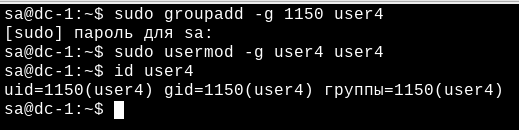 sa@dc-1:~$ sudo groupadd -g 1150 user4
[sudo] пароль для sa:
sa@dc-1:~$ sudo usermod -g user4 user4
sa@dc-1:~$ id user4
uid=1150(user4) gid=1150(user4) группы=1150(user4)
sa@dc-1:~$